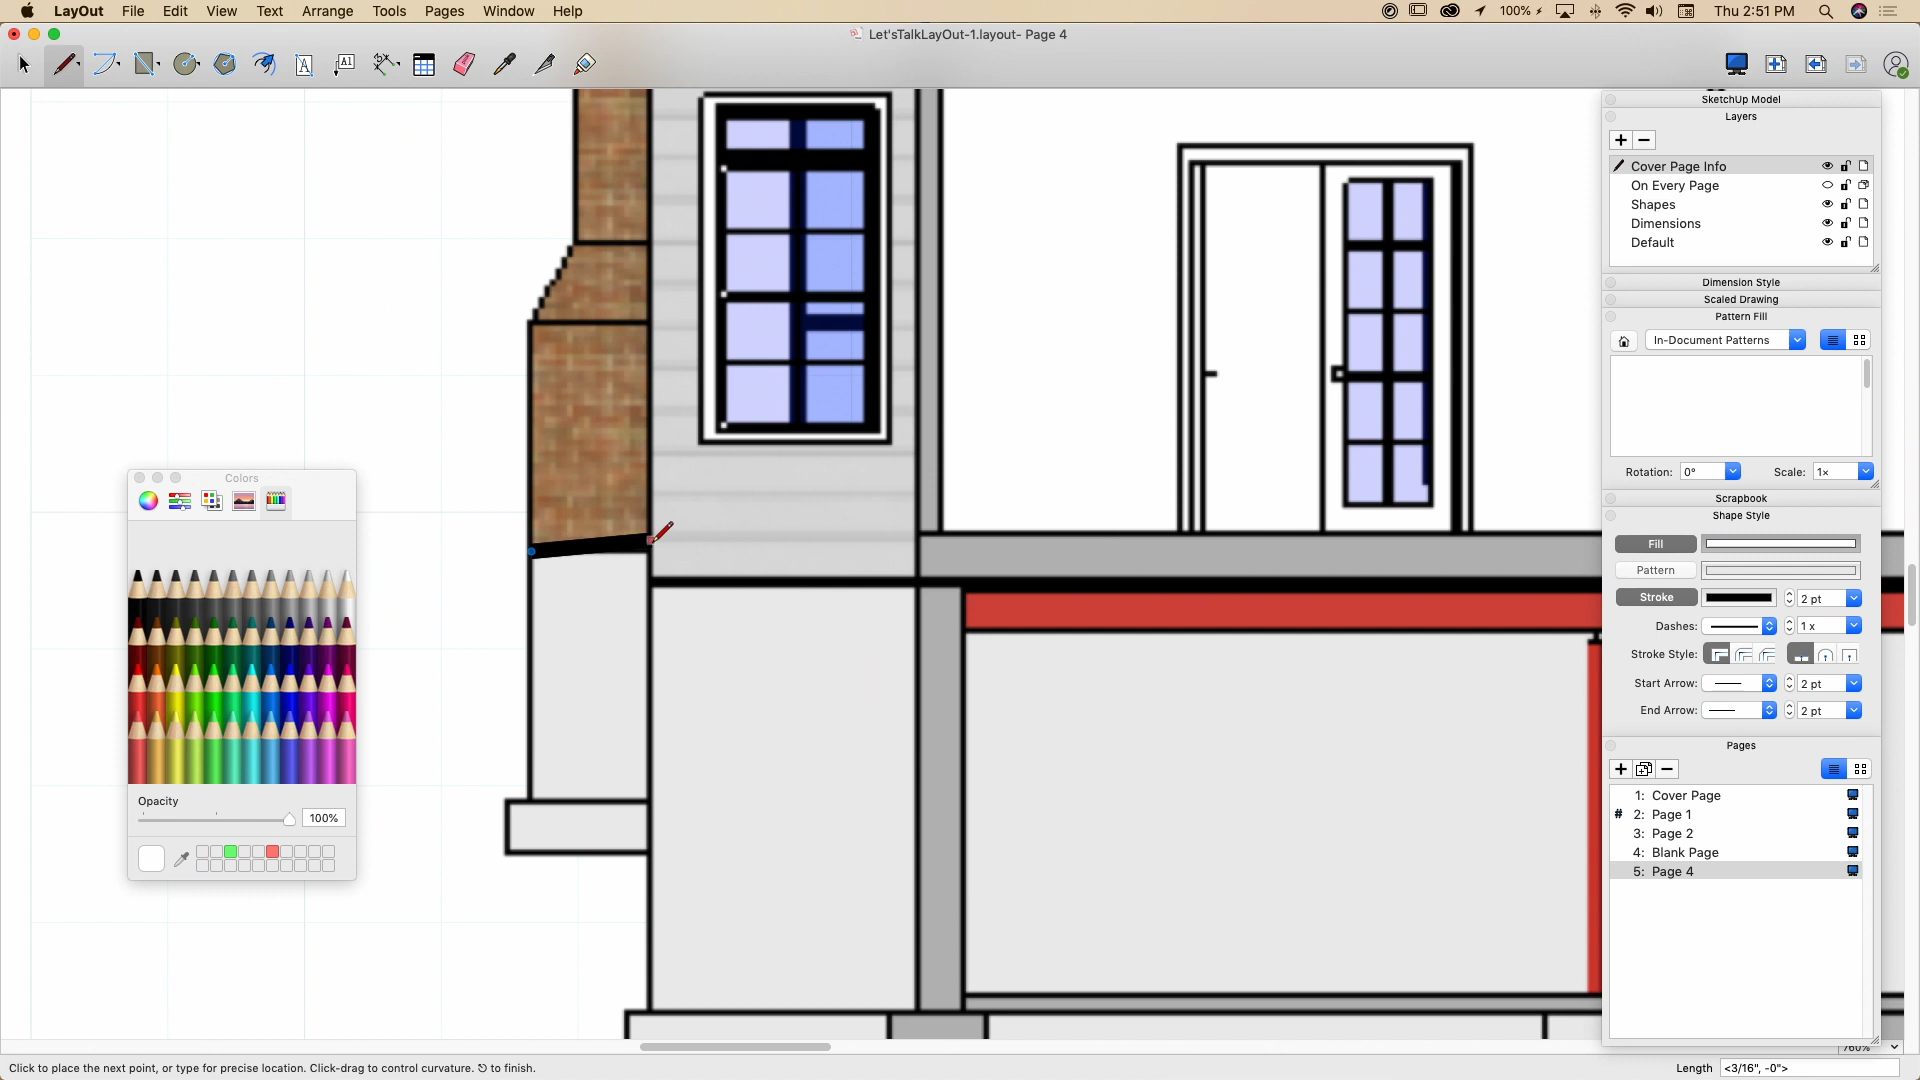 LayOut File Edit View Text Arrange Tools Pages Window Help
100% Thu 2:51 PM
Let'sTalkLayOut-1.layout- Page 4
A A1
SketchUp Model
Layers
Cover Page Info
On Every Page
Shapes
Dimensions
Default
Dimension Style
Scaled Drawing
Pattern Fill
In-Document Patterns
Rotation: 0° Scale: 1x
Scrapbook
Shape Style
Fill
Pattern
Stroke 2 pt
Dashes: 1 x
Stroke Style:
Start Arrow: 2 pt
End Arrow: 2 pt
Pages
1: Cover Page
# 2: Page 1
3: Page 2
4: Blank Page
5: Page 4
Colors
Opacity
100%
760%
Click to place the next point, or type for precise location. Click-drag to control curvature. ⎋ to finish.
Length <3/16", -0">